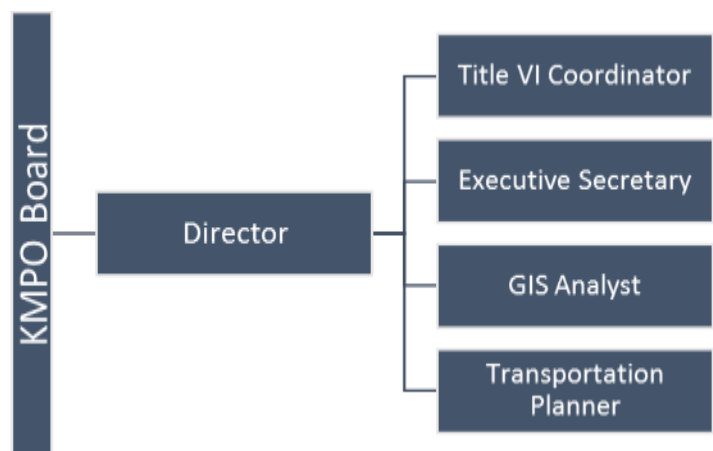 KMPO Board
Director
Title VI Coordinator
Executive Secretary
GIS Analyst
Transportation
Planner